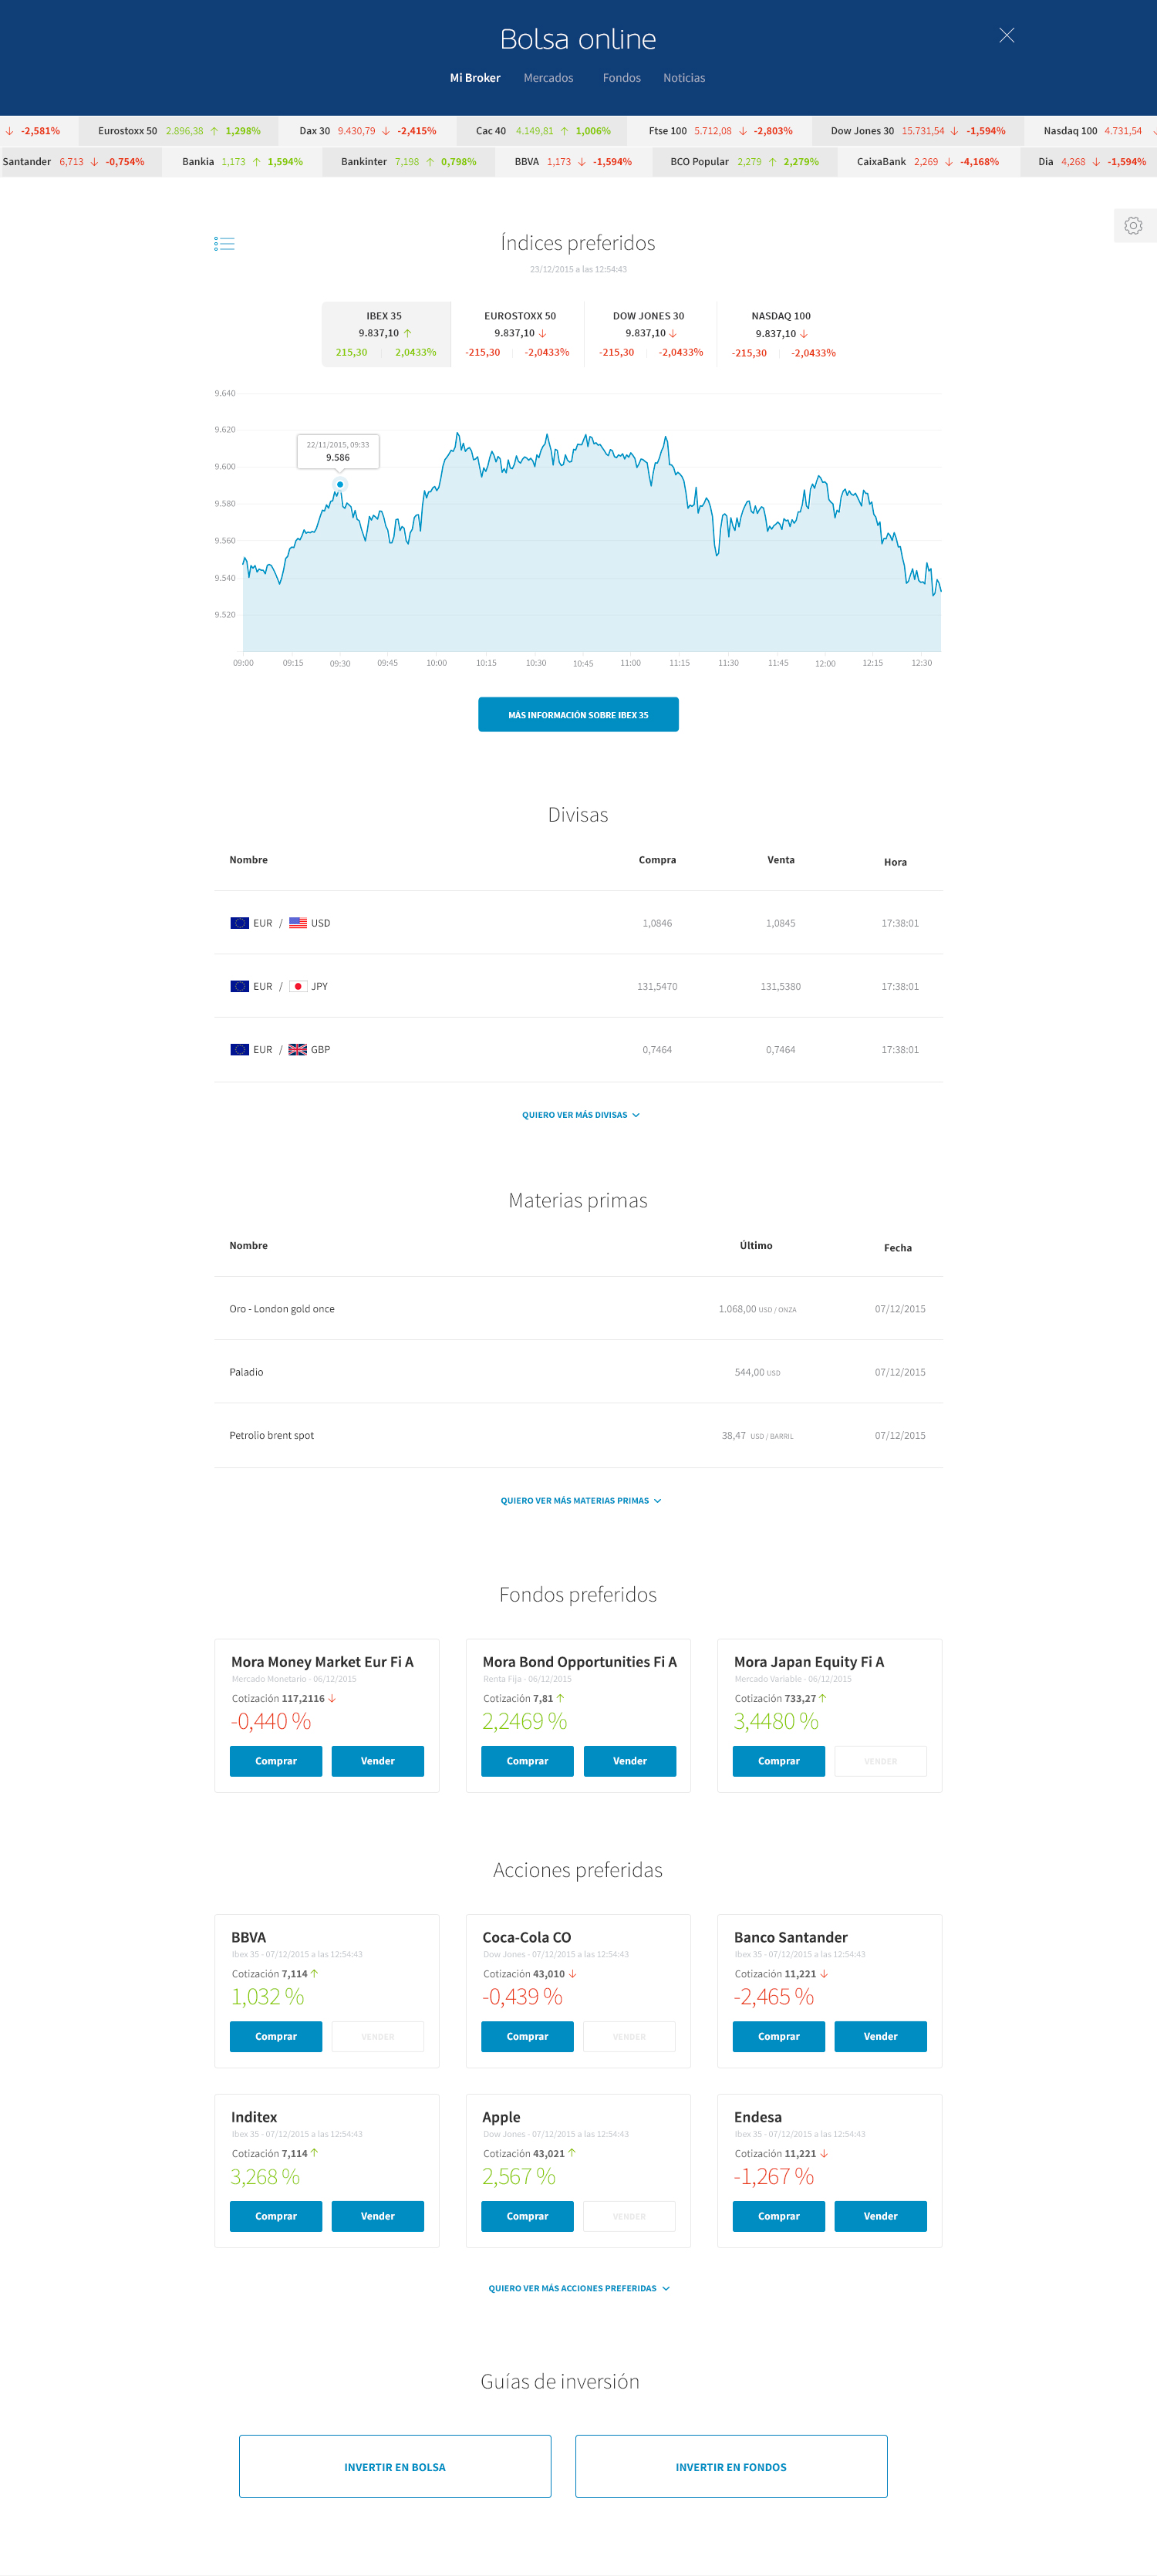 Bolsa online
Mi Broker Mercados Fondos Noticias
-2,581% Eurostoxx 50 2.896,38 1,298% Dax 30 9.430,79 -2,415% Cac 40 4.149,81 1,006% Ftse 100 5.712,08 -2,803% Dow Jones 30 15.731,54 -1,594% Nasdaq 100 4.731,54
Santander 6,713 -0,754% Bankia 1,173 1,594% Bankinter 7,198 0,798% BBVA 1,173 -1,594% BCO Popular 2,279 2,279% CaixaBank 2,269 -4,168% Dia 4,268 -1,594%
Índices preferidos
23/12/2015 a las 12:54:43
IBEX 35 EUROSTOXX 50 DOW JONES 30 NASDAQ 100
9.837,10 9.837,10 9.837,10 9.837,10
215,30 2,0433% -215,30 -2,0433% -215,30 -2,0433% -215,30 -2,0433%
9.640
9.620
22/11/2015, 09:33
9.586
9.600
9.580
9.560
9.540
9.520
09:00 09:15 09:30 09:45 10:00 10:15 10:30 10:45 11:00 11:15 11:30 11:45 12:00 12:15 12:30
MÁS INFORMACIÓN SOBRE IBEX 35
Divisas
Nombre Compra Venta Hora
EUR / USD 1,0846 1,0845 17:38:01
EUR / JPY 131,5470 131,5380 17:38:01
EUR / GBP 0,7464 0,7464 17:38:01
QUIERO VER MÁS DIVISAS
Materias primas
Nombre Último Fecha
Oro - London gold once 1.068,00 USD / ONZA 07/12/2015
Paladio 544,00 USD 07/12/2015
Petrolio brent spot 38,47 USD / BARRIL 07/12/2015
QUIERO VER MÁS MATERIAS PRIMAS
Fondos preferidos
Mora Money Market Eur Fi A
Mercado Monetario - 06/12/2015
Cotización 117,2116
-0,440 %
Comprar Vender
Mora Bond Opportunities Fi A
Renta Fija - 06/12/2015
Cotización 7,81
2,2469 %
Comprar Vender
Mora Japan Equity Fi A
Mercado Variable - 06/12/2015
Cotización 733,27
3,4480 %
Comprar VENDER
Acciones preferidas
BBVA
Ibex 35 - 07/12/2015 a las 12:54:43
Cotización 7,114
1,032 %
Comprar VENDER
Coca-Cola CO
Dow Jones - 07/12/2015 a las 12:54:43
Cotización 43,010
-0,439 %
Comprar VENDER
Banco Santander
Ibex 35 - 07/12/2015 a las 12:54:43
Cotización 11,221
-2,465 %
Comprar Vender
Inditex
Ibex 35 - 07/12/2015 a las 12:54:43
Cotización 7,114
3,268 %
Comprar Vender
Apple
Dow Jones - 07/12/2015 a las 12:54:43
Cotización 43,021
2,567 %
Comprar VENDER
Endesa
Ibex 35 - 07/12/2015 a las 12:54:43
Cotización 11,221
-1,267 %
Comprar Vender
QUIERO VER MÁS ACCIONES PREFERIDAS
Guías de inversión
INVERTIR EN BOLSA INVERTIR EN FONDOS